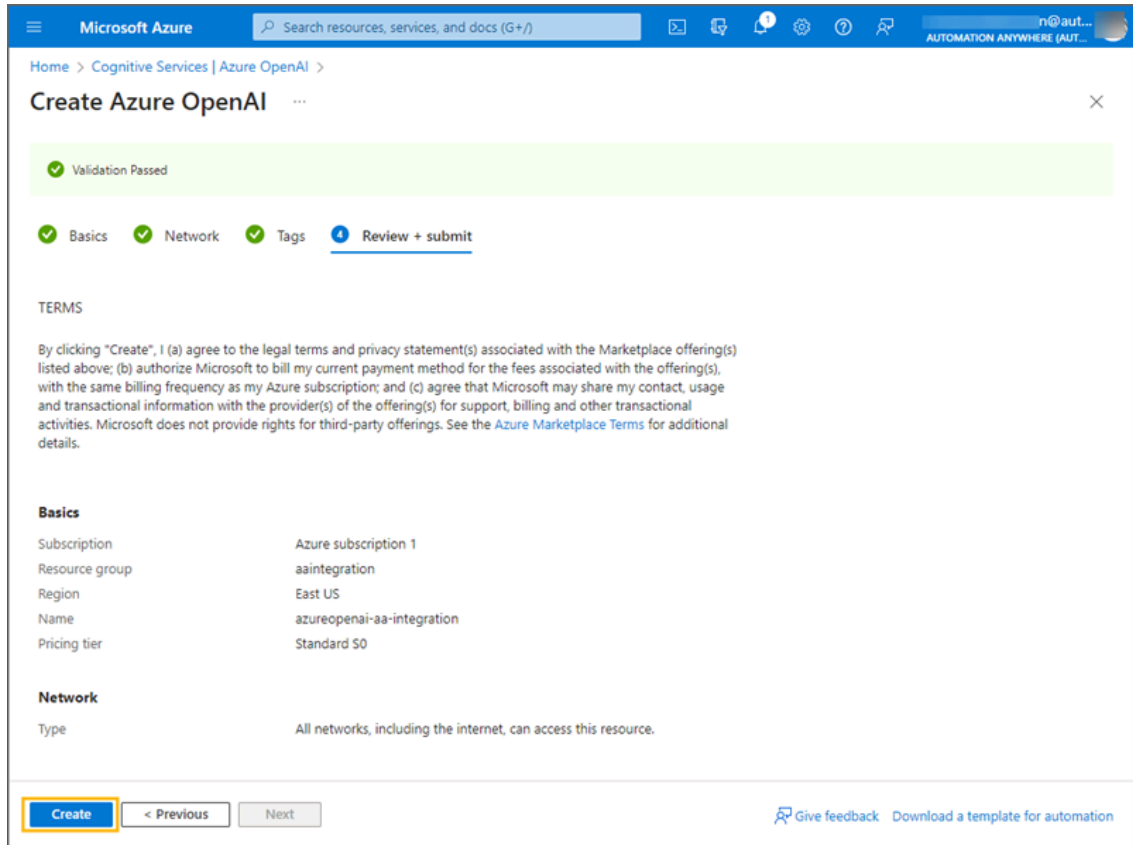 Microsoft Azure
Search resources, services, and docs (G+/)
1
n@aut...
AUTOMATION ANYWHERE (AUT...
Home > Cognitive Services | Azure OpenAI >
Create Azure OpenAI ...
Validation Passed
Basics Network Tags 4 Review + submit
TERMS
By clicking "Create", I (a) agree to the legal terms and privacy statement(s) associated with the Marketplace offering(s)
listed above; (b) authorize Microsoft to bill my current payment method for the fees associated with the offering(s),
with the same billing frequency as my Azure subscription; and (c) agree that Microsoft may share my contact, usage
and transactional information with the provider(s) of the offering(s) for support, billing and other transactional
activities. Microsoft does not provide rights for third-party offerings. See the Azure Marketplace Terms for additional
details.
Basics
Subscription Azure subscription 1
Resource group aaintegration
Region East US
Name azureopenai-aa-integration
Pricing tier Standard S0
Network
Type All networks, including the internet, can access this resource.
Create < Previous Next Give feedback Download a template for automation